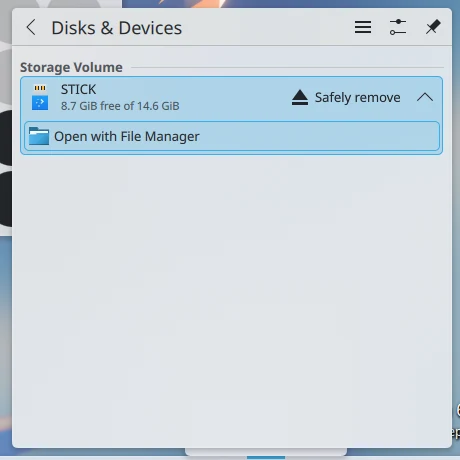 Disks & Devices
Storage Volume
STICK
8.7 GiB free of 14.6 GiB
Safely remove
Open with File Manager